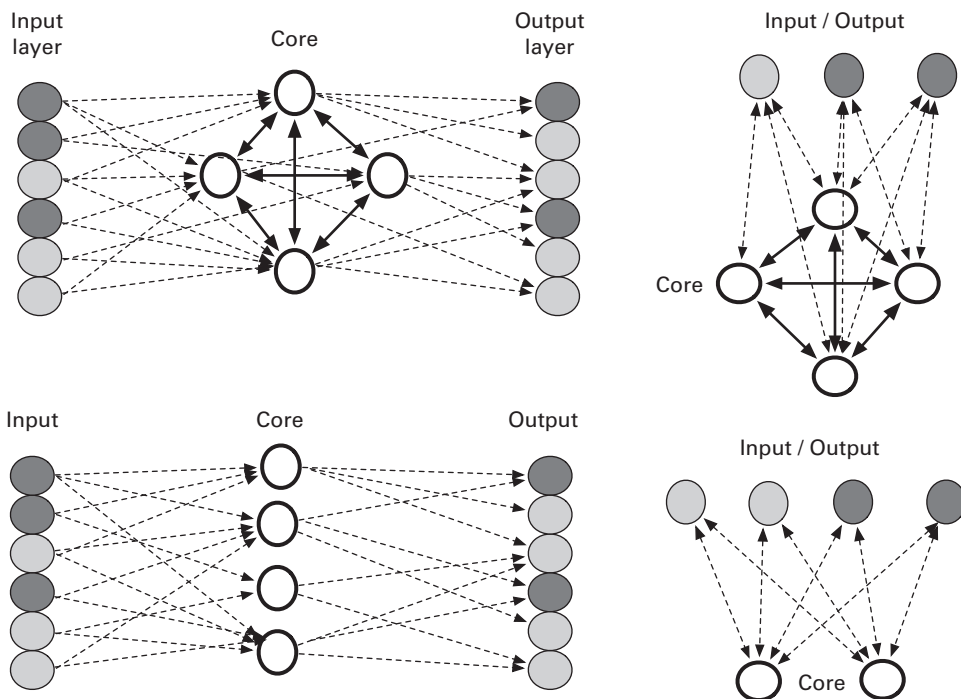 Input
layer
Core
Output
layer
Input / Output
Core
Input
Core
Output
Input / Output
Core